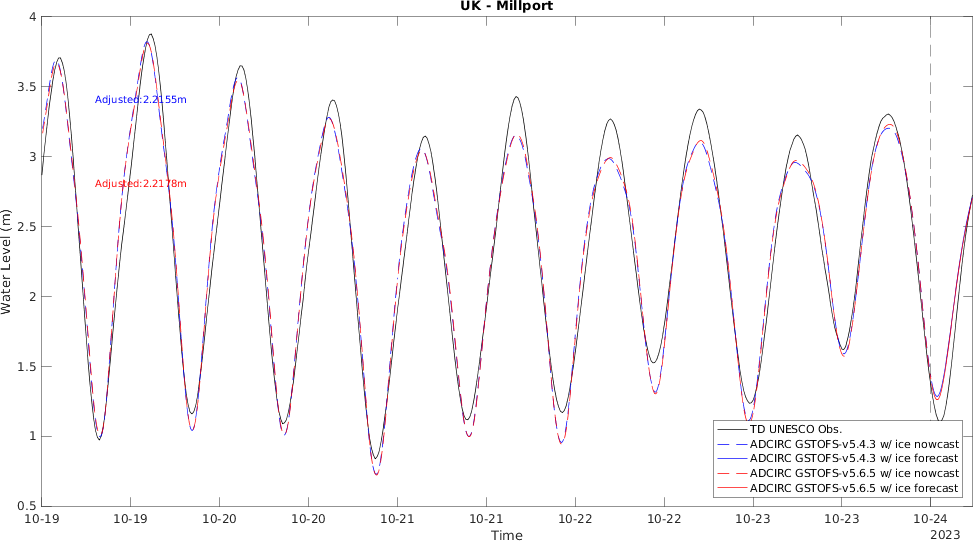 UK - Millport
4
3.5
3
2.5
2
1.5
1
0.5
Water Level (m)
Adjusted:2.2155m
Adjusted:2.2178m
TD UNESCO Obs.
ADCIRC GSTOFS-v5.4.3 w/ ice nowcast
ADCIRC GSTOFS-v5.4.3 w/ ice forecast
ADCIRC GSTOFS-v5.6.5 w/ ice nowcast
ADCIRC GSTOFS-v5.6.5 w/ ice forecast
10-19 10-19 10-20 10-20 10-21 10-21 10-22 10-22 10-23 10-23 10-24
Time
2023